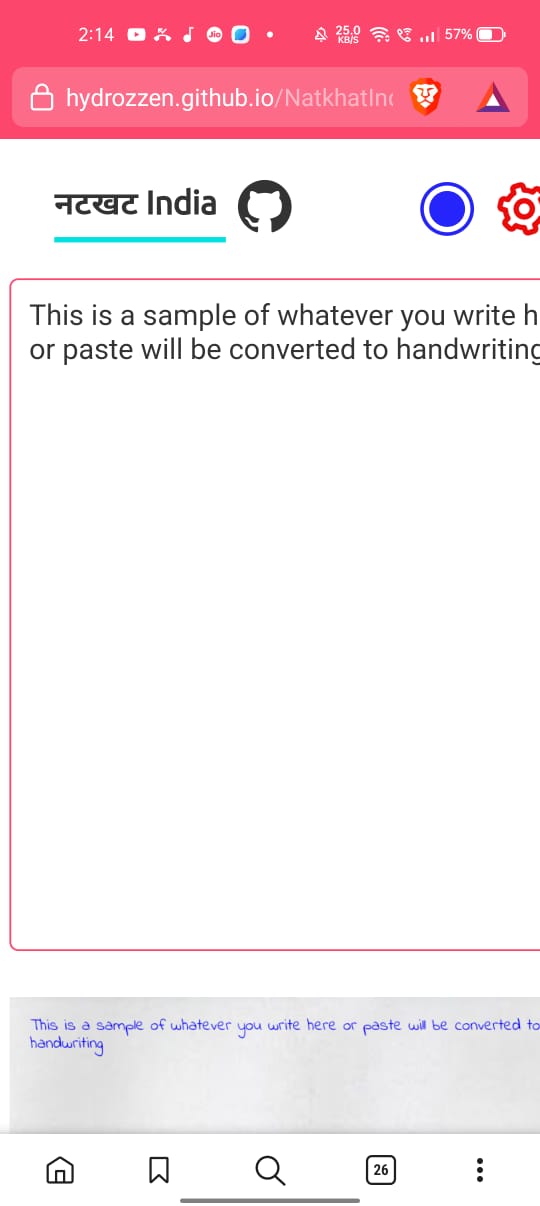 2:14
25.0 KB/S
57%
hydrozzen.github.io/NatkhatInd
नटखट India
This is a sample of whatever you write h
or paste will be converted to handwriting
This is a sample of whatever you write here or paste will be converted to
handwriting
26